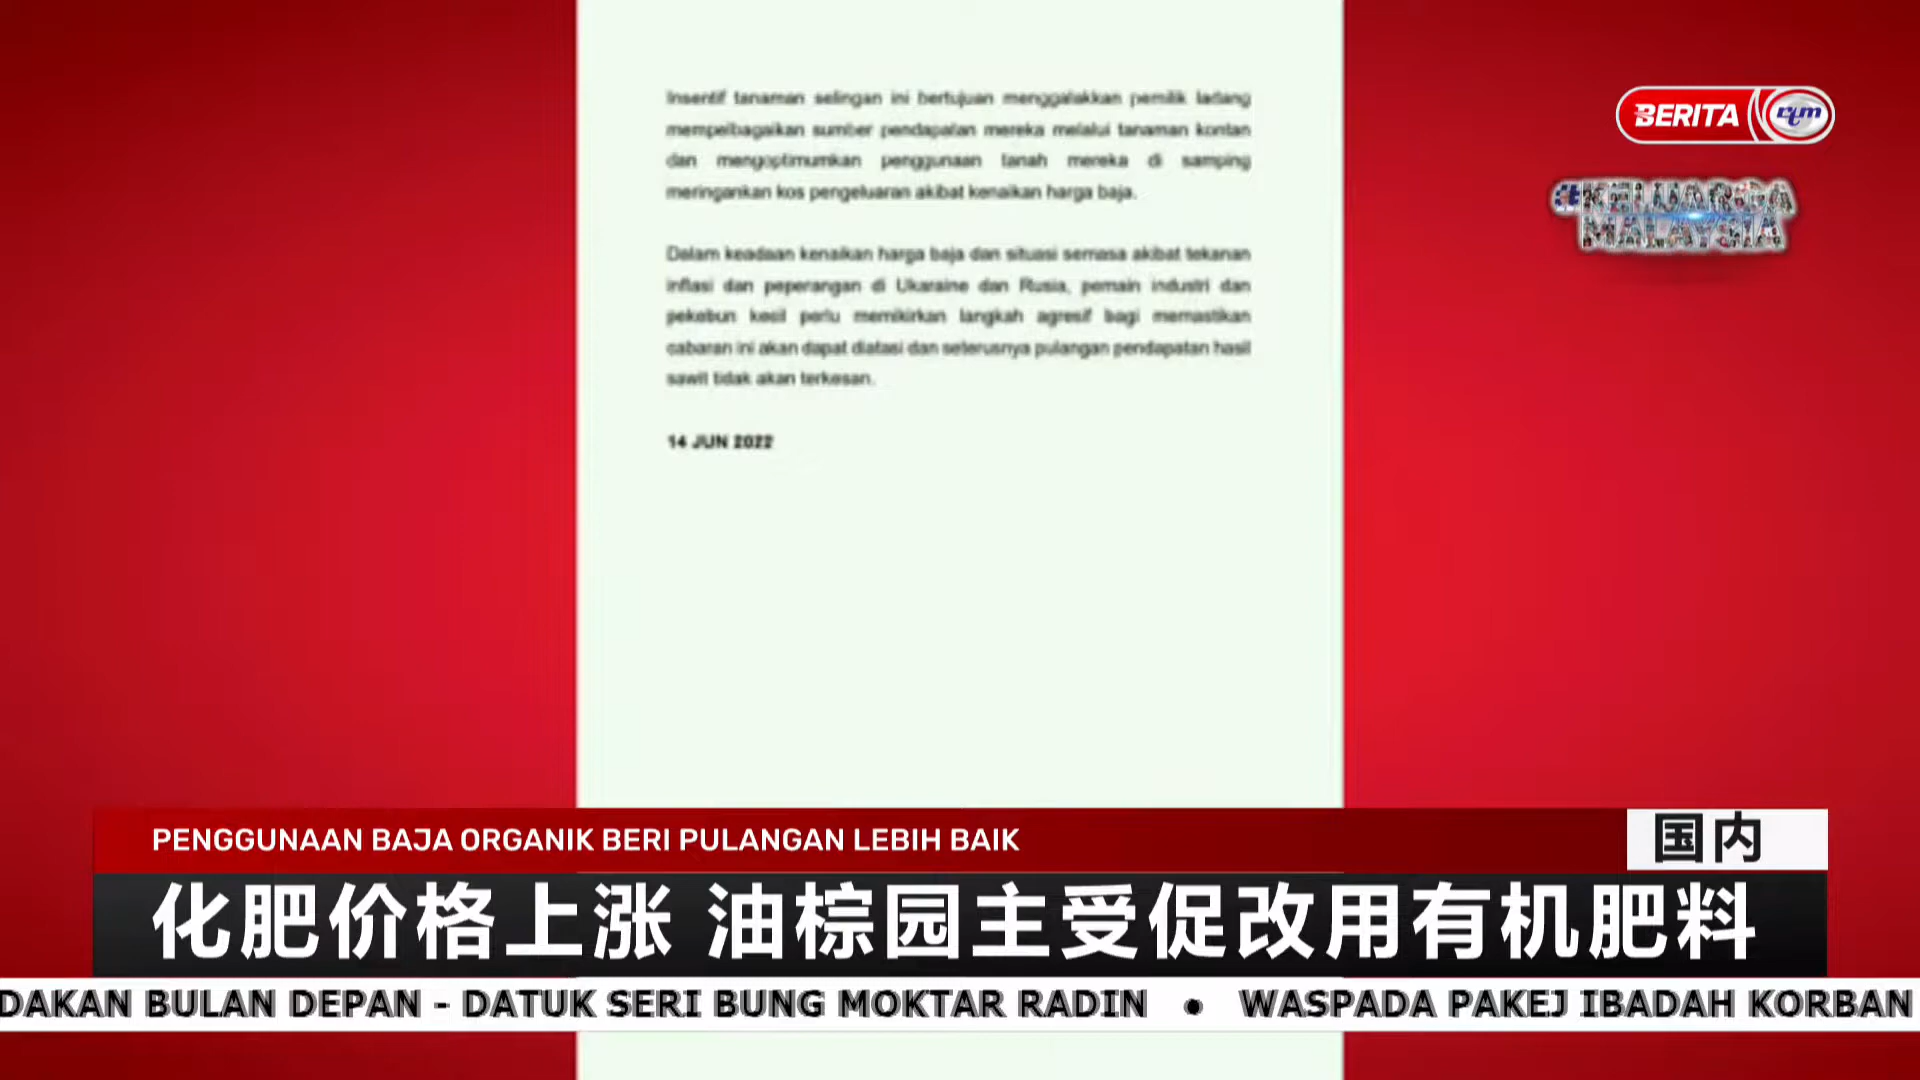 Insentif tanaman selingan ini bertujuan menggalakkan pemilik ladang
mempelbagaikan sumber pendapatan mereka melalui tanaman kontan
dan mengoptimumkan penggunaan tanah mereka di samping
meringankan kos pengeluaran akibat kenaikan harga baja.
Dalam keadaan kenaikan harga baja dan situasi semasa akibat tekanan
inflasi dan peperangan di Ukaraine dan Rusia, pemain industri dan
pekebun kecil perlu memikirkan langkah agresif bagi memastikan
cabaran ini akan dapat diatasi dan seterusnya pulangan pendapatan hasil
sawit tidak akan terkesan.
14 JUN 2022
BERITA rtm
#KELUARGA
MALAYSIA
PENGGUNAAN BAJA ORGANIK BERI PULANGAN LEBIH BAIK
国内
化肥价格上涨 油棕园主受促改用有机肥料
DAKAN BULAN DEPAN - DATUK SERI BUNG MOKTAR RADIN • WASPADA PAKEJ IBADAH KORBAN